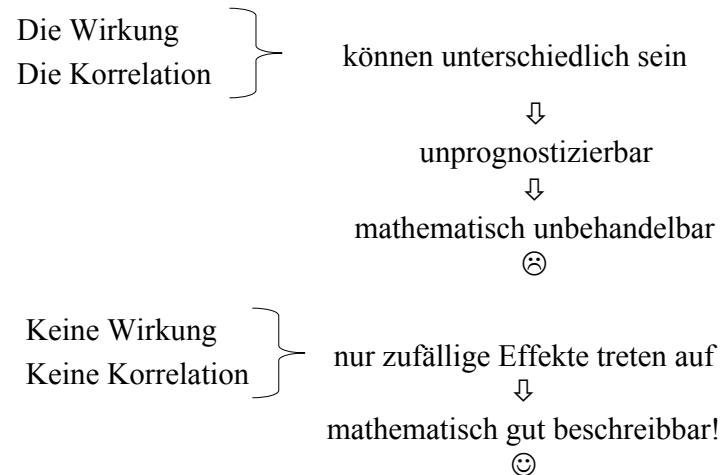 Die Wirkung
Die Korrelation
können unterschiedlich sein
⇩
unprognostizierbar
⇩
mathematisch unbehandelbar
☹
Keine Wirkung
Keine Korrelation
nur zufällige Effekte treten auf
⇩
mathematisch gut beschreibbar!
☺